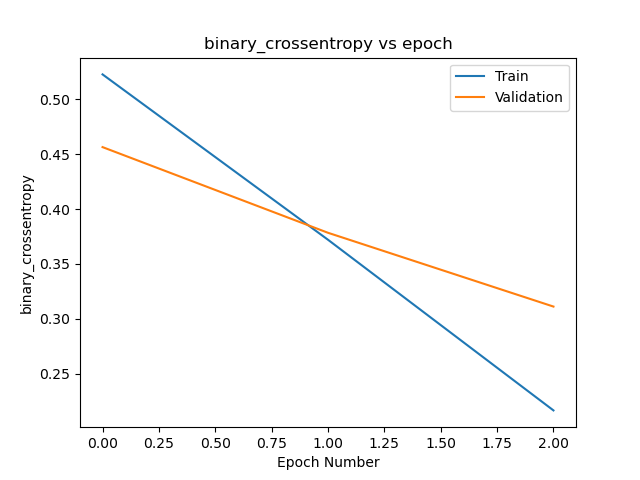 binary_crossentropy vs epoch
Train
Validation
binary_crossentropy
0.50
0.45
0.40
0.35
0.30
0.25
0.00 0.25 0.50 0.75 1.00 1.25 1.50 1.75 2.00
Epoch Number